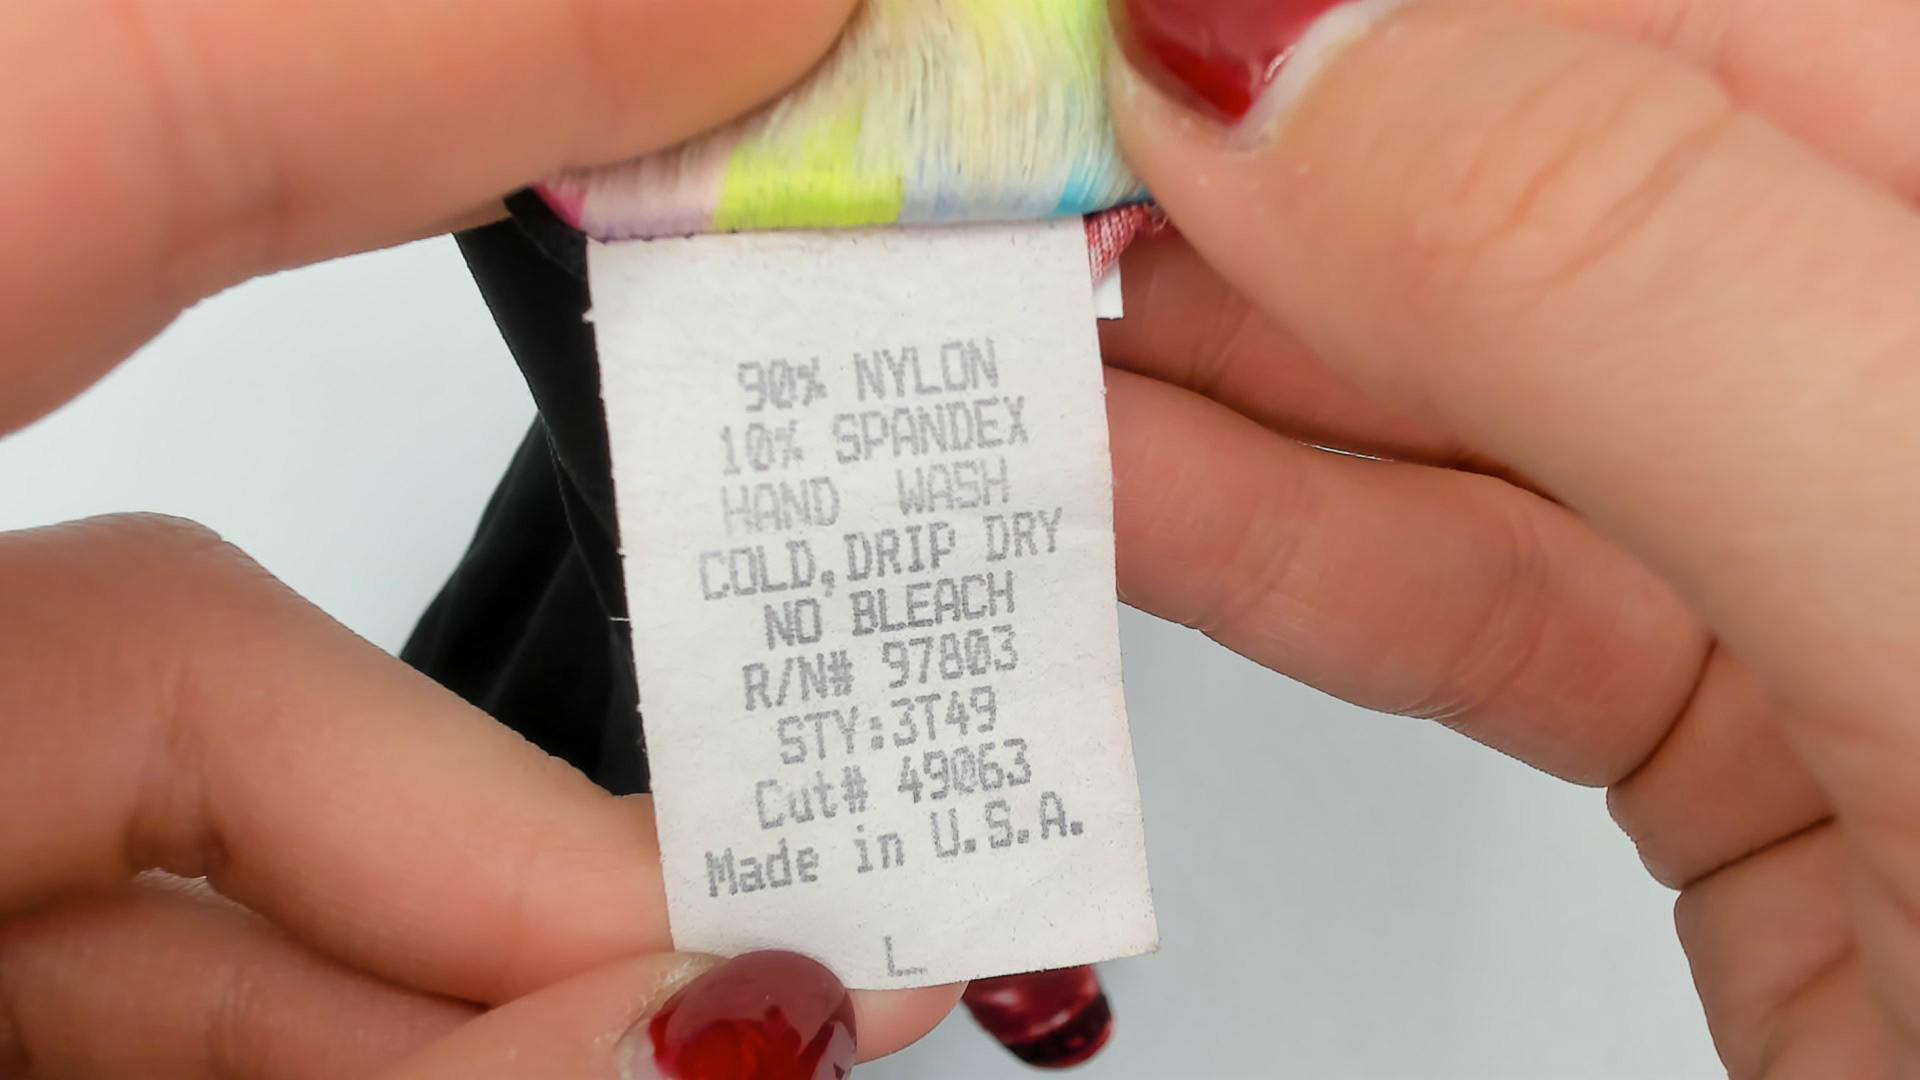 90% NYLON
10% SPANDEX
HAND WASH
COLD,DRIP DRY
NO BLEACH
R/N# 97803
STY:3T49
Cut# 49063
Made in U.S.A.
L